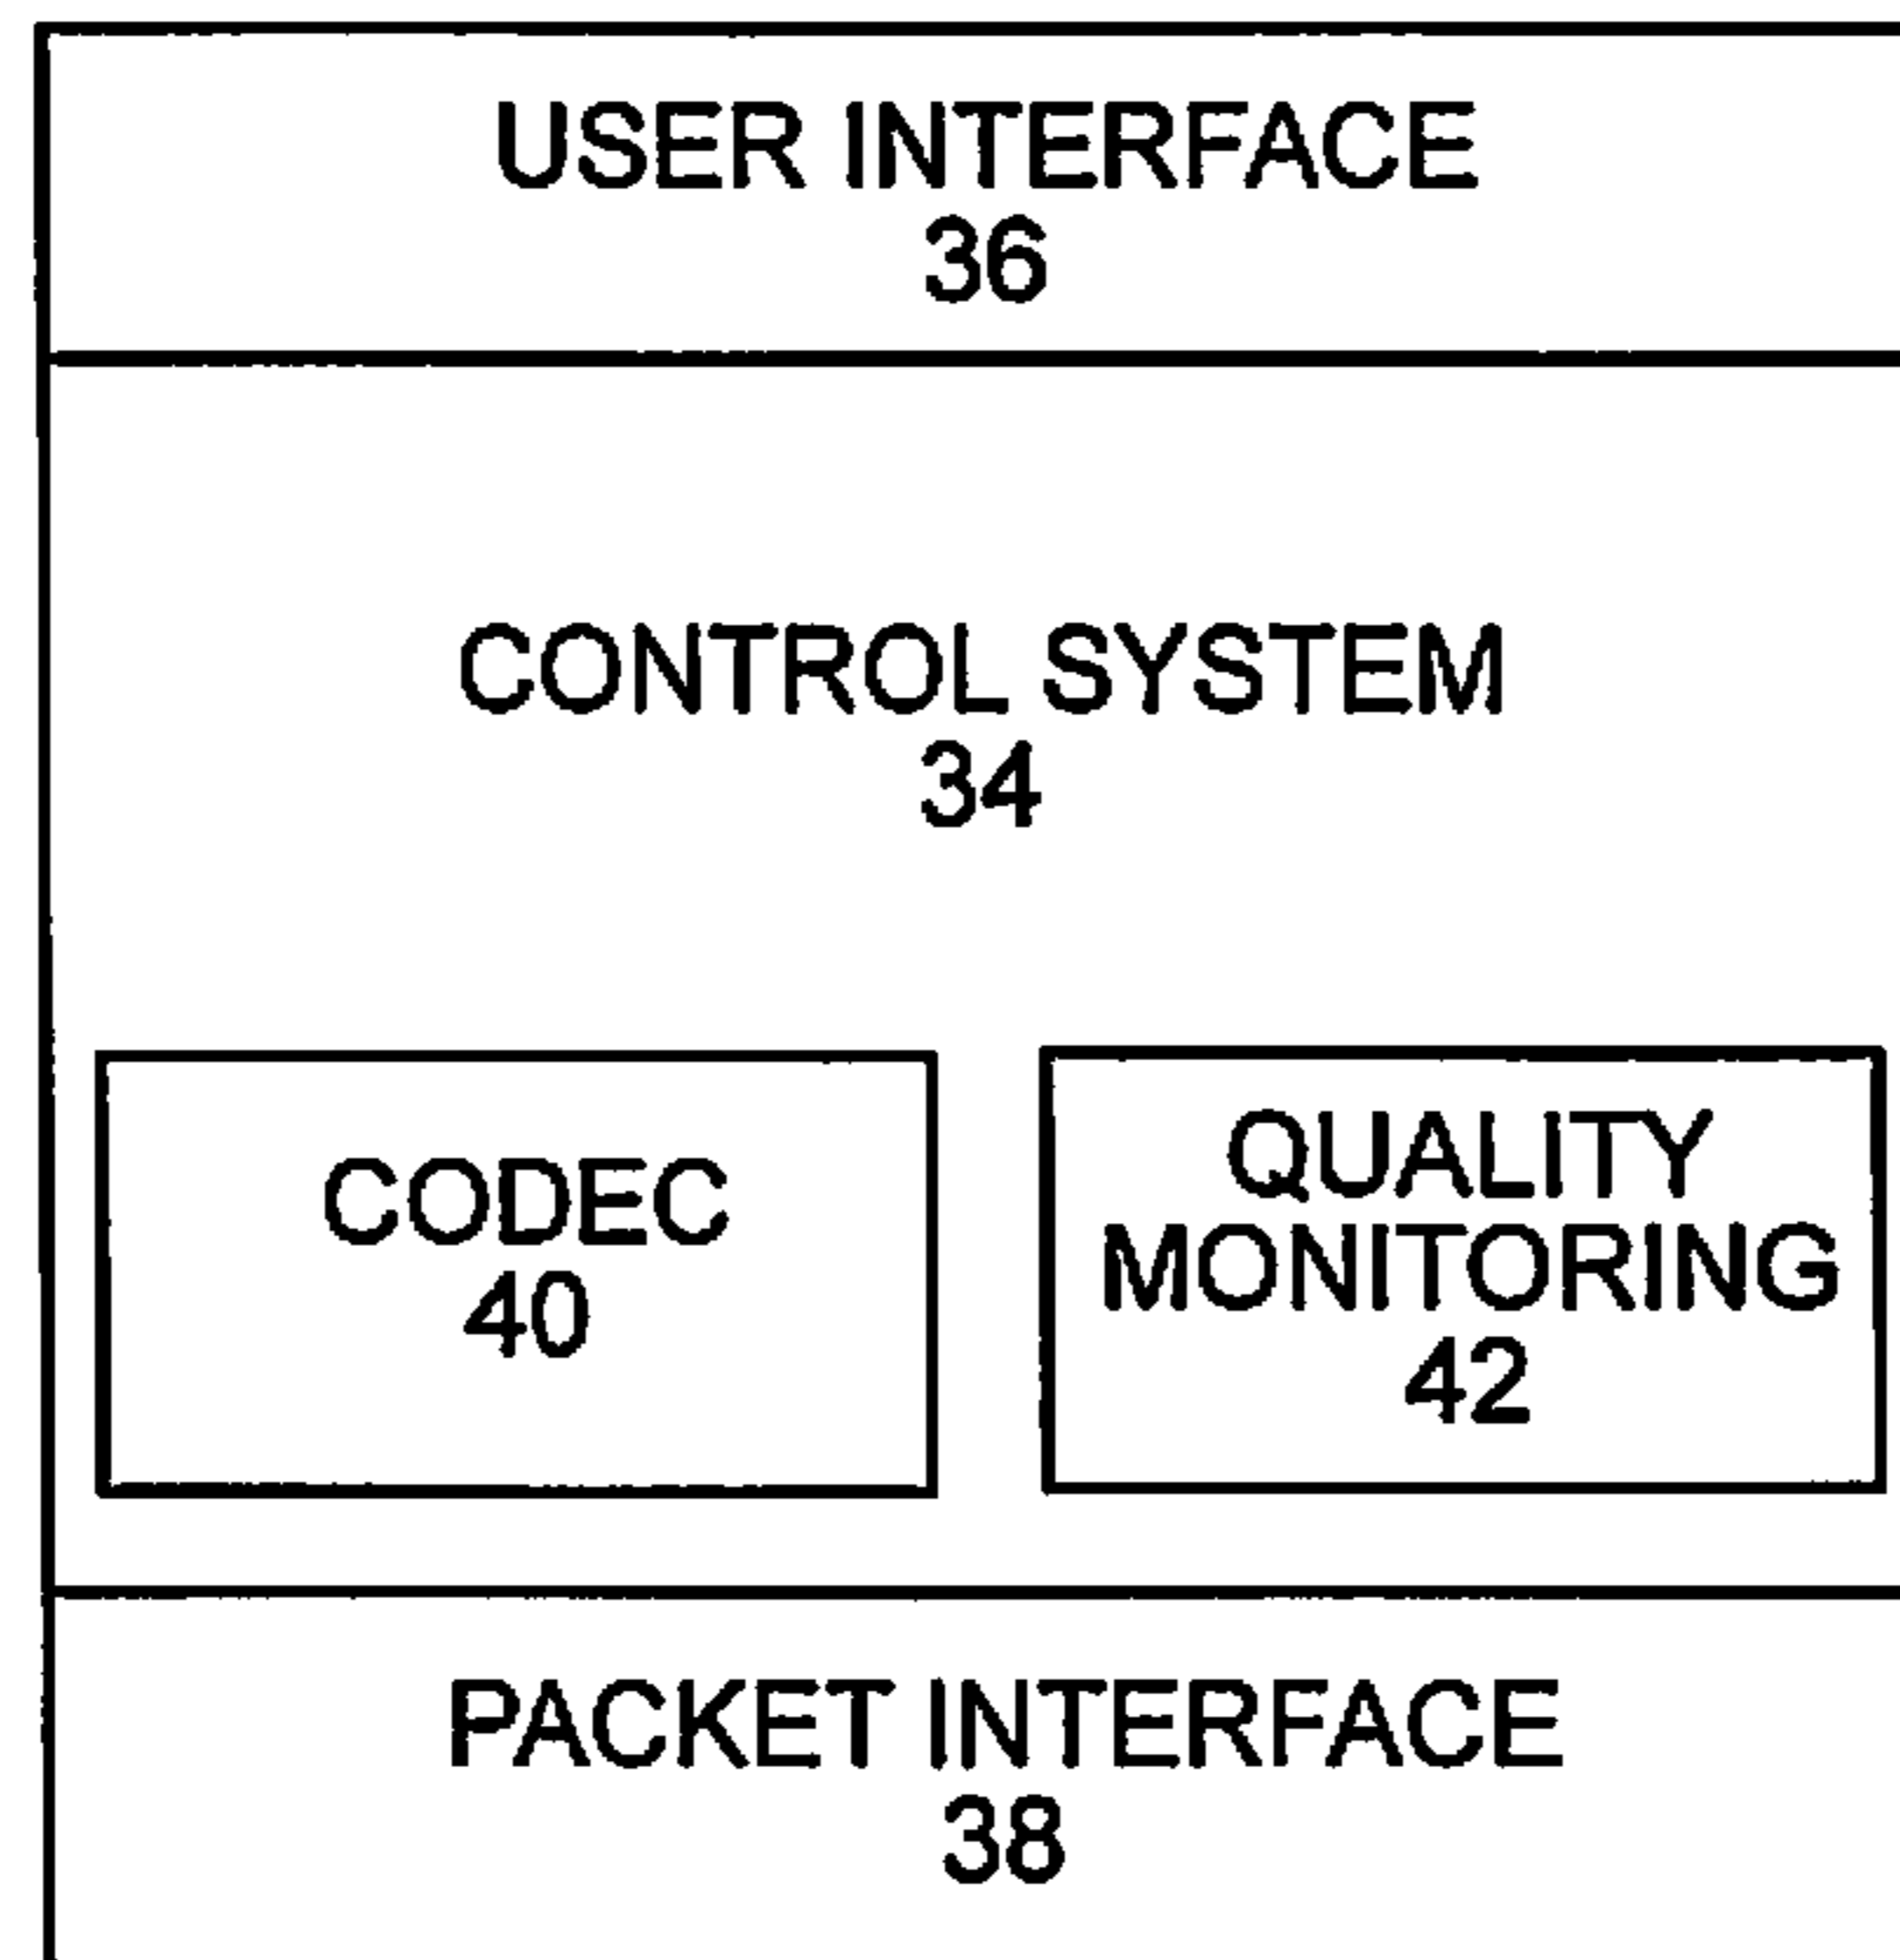 USER INTERFACE
36
CONTROL SYSTEM
34
CODEC
40
QUALITY
MONITORING
42
PACKET INTERFACE
38